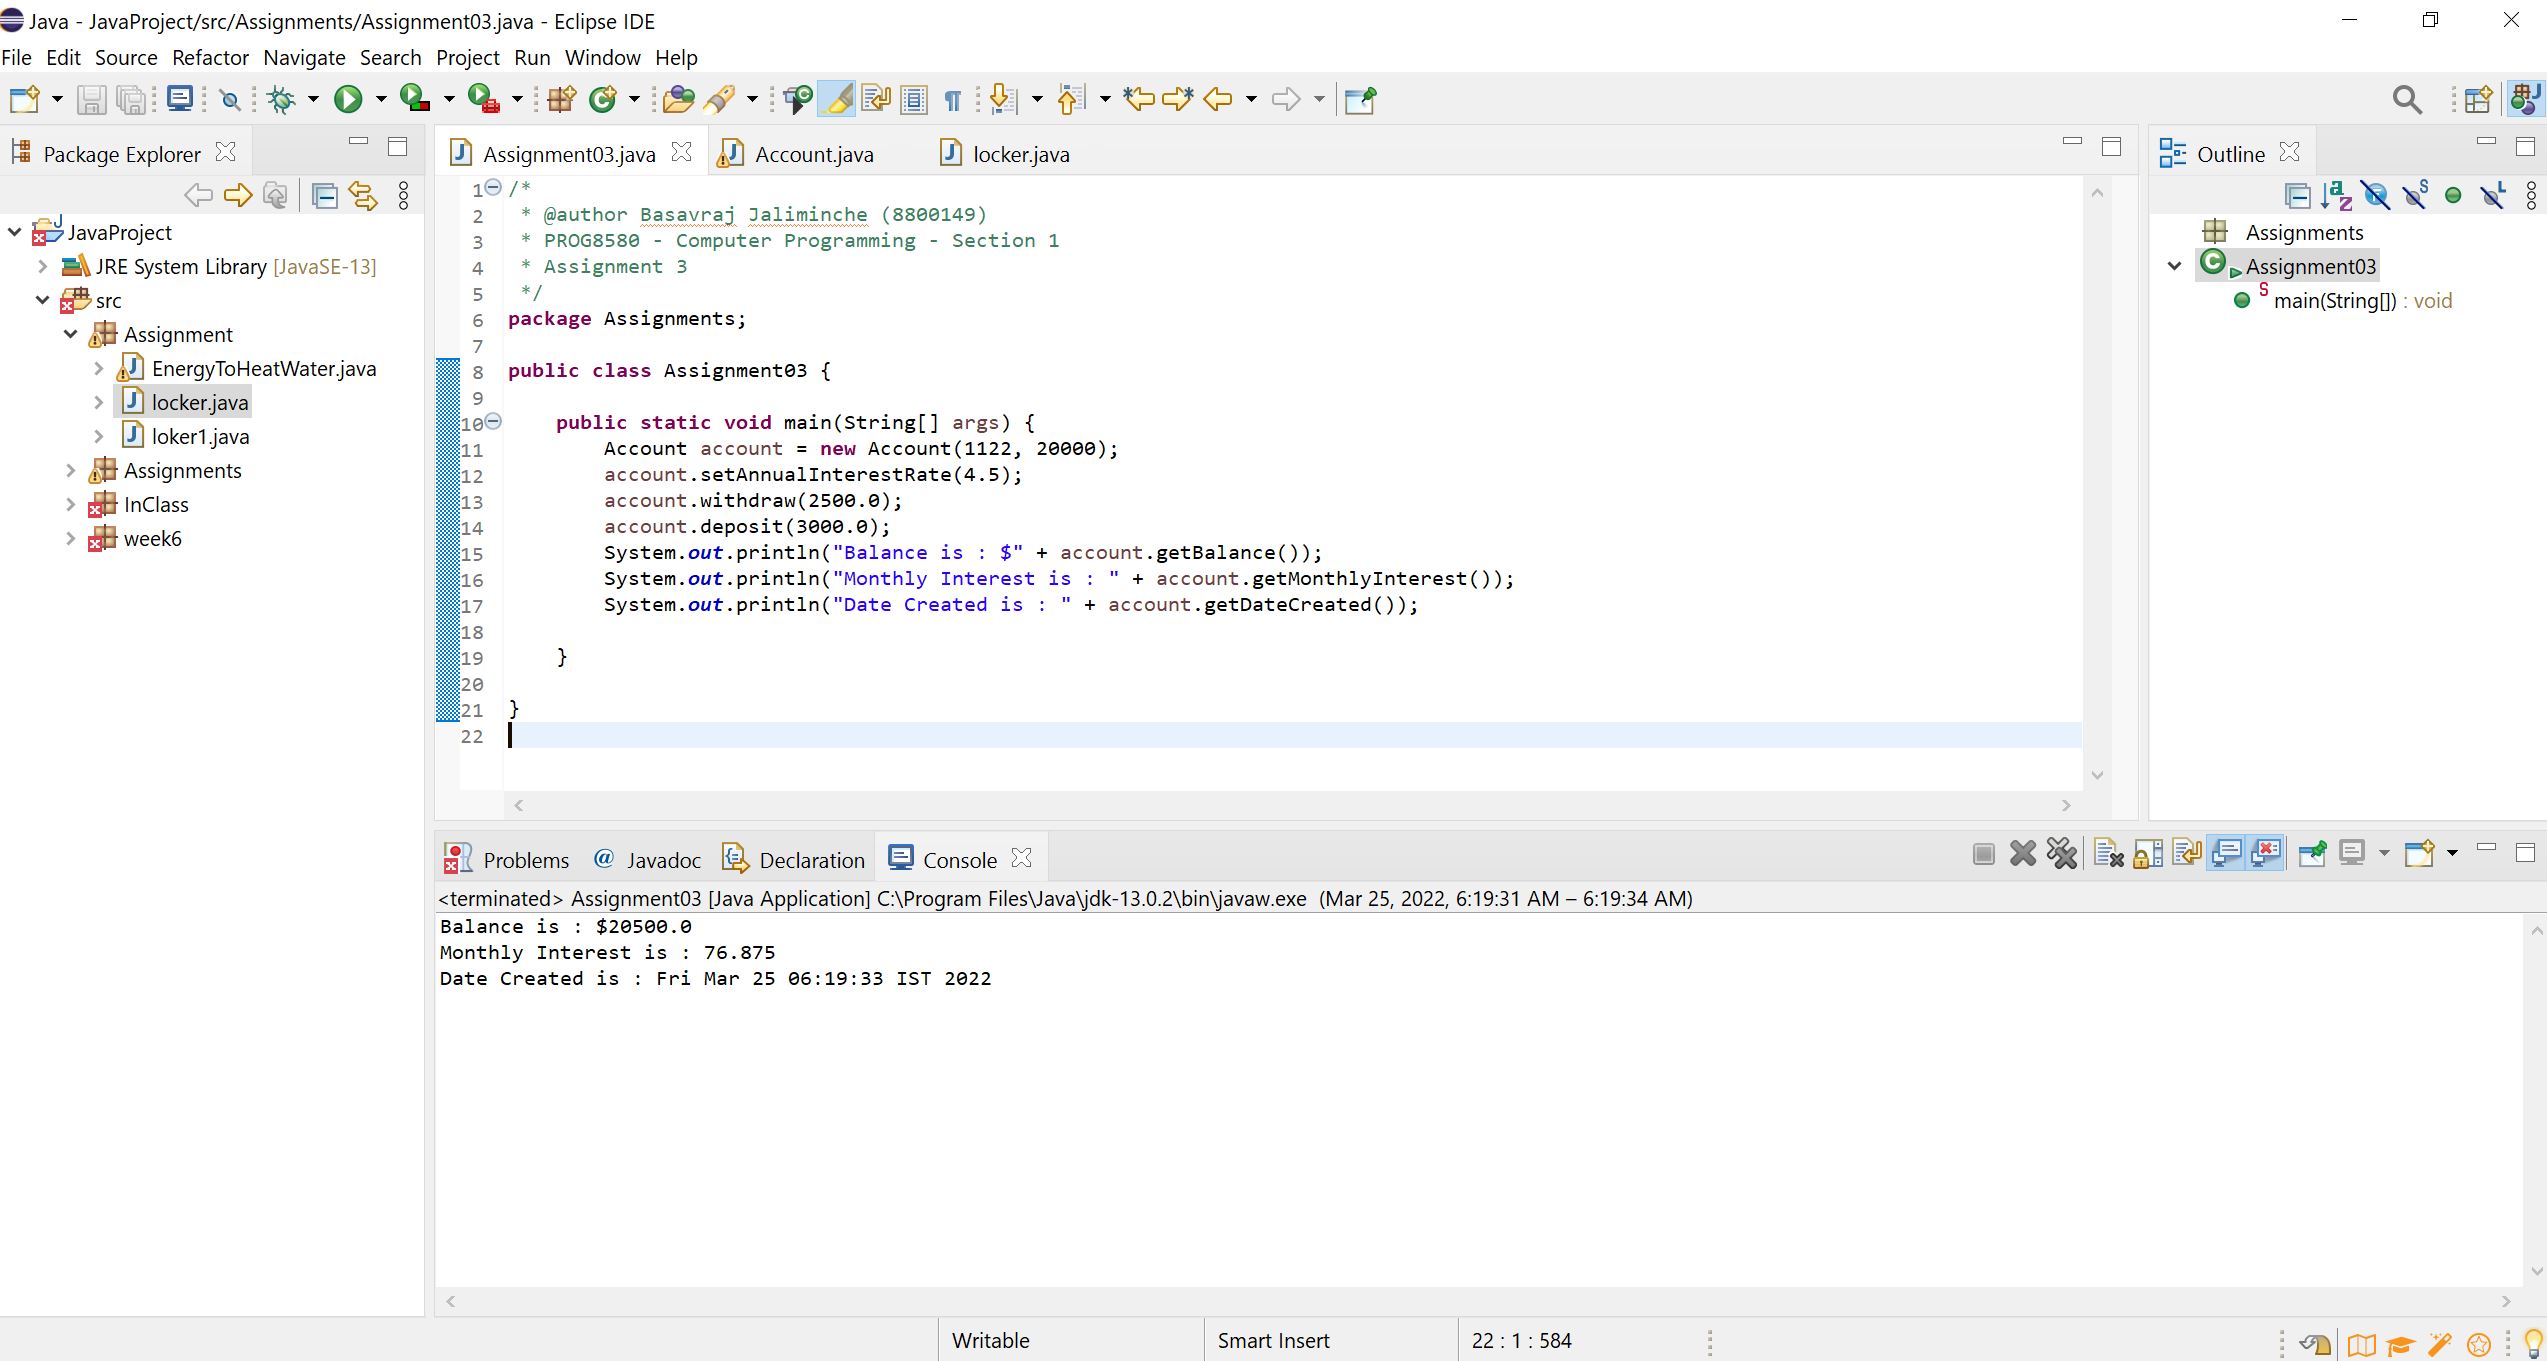 Java - JavaProject/src/Assignments/Assignment03.java - Eclipse IDE
File Edit Source Refactor Navigate Search Project Run Window Help
Package Explorer
JavaProject
JRE System Library [JavaSE-13]
src
Assignment
EnergyToHeatWater.java
locker.java
loker1.java
Assignments
InClass
week6
Assignment03.java Account.java locker.java
1 /*
2 * @author Basavraj Jaliminche (8800149)
3 * PROG8580 - Computer Programming - Section 1
4 * Assignment 3
5 */
6 package Assignments;
7
8 public class Assignment03 {
9
10 public static void main(String[] args) {
11 Account account = new Account(1122, 20000);
12 account.setAnnualInterestRate(4.5);
13 account.withdraw(2500.0);
14 account.deposit(3000.0);
15 System.out.println("Balance is : $" + account.getBalance());
16 System.out.println("Monthly Interest is : " + account.getMonthlyInterest());
17 System.out.println("Date Created is : " + account.getDateCreated());
18
19 }
20
21 }
22
Outline
Assignments
Assignment03
main(String[]) : void
Problems @ Javadoc Declaration Console
<terminated> Assignment03 [Java Application] C:\Program Files\Java\jdk-13.0.2\bin\javaw.exe (Mar 25, 2022, 6:19:31 AM – 6:19:34 AM)
Balance is : $20500.0
Monthly Interest is : 76.875
Date Created is : Fri Mar 25 06:19:33 IST 2022
Writable Smart Insert 22 : 1 : 584